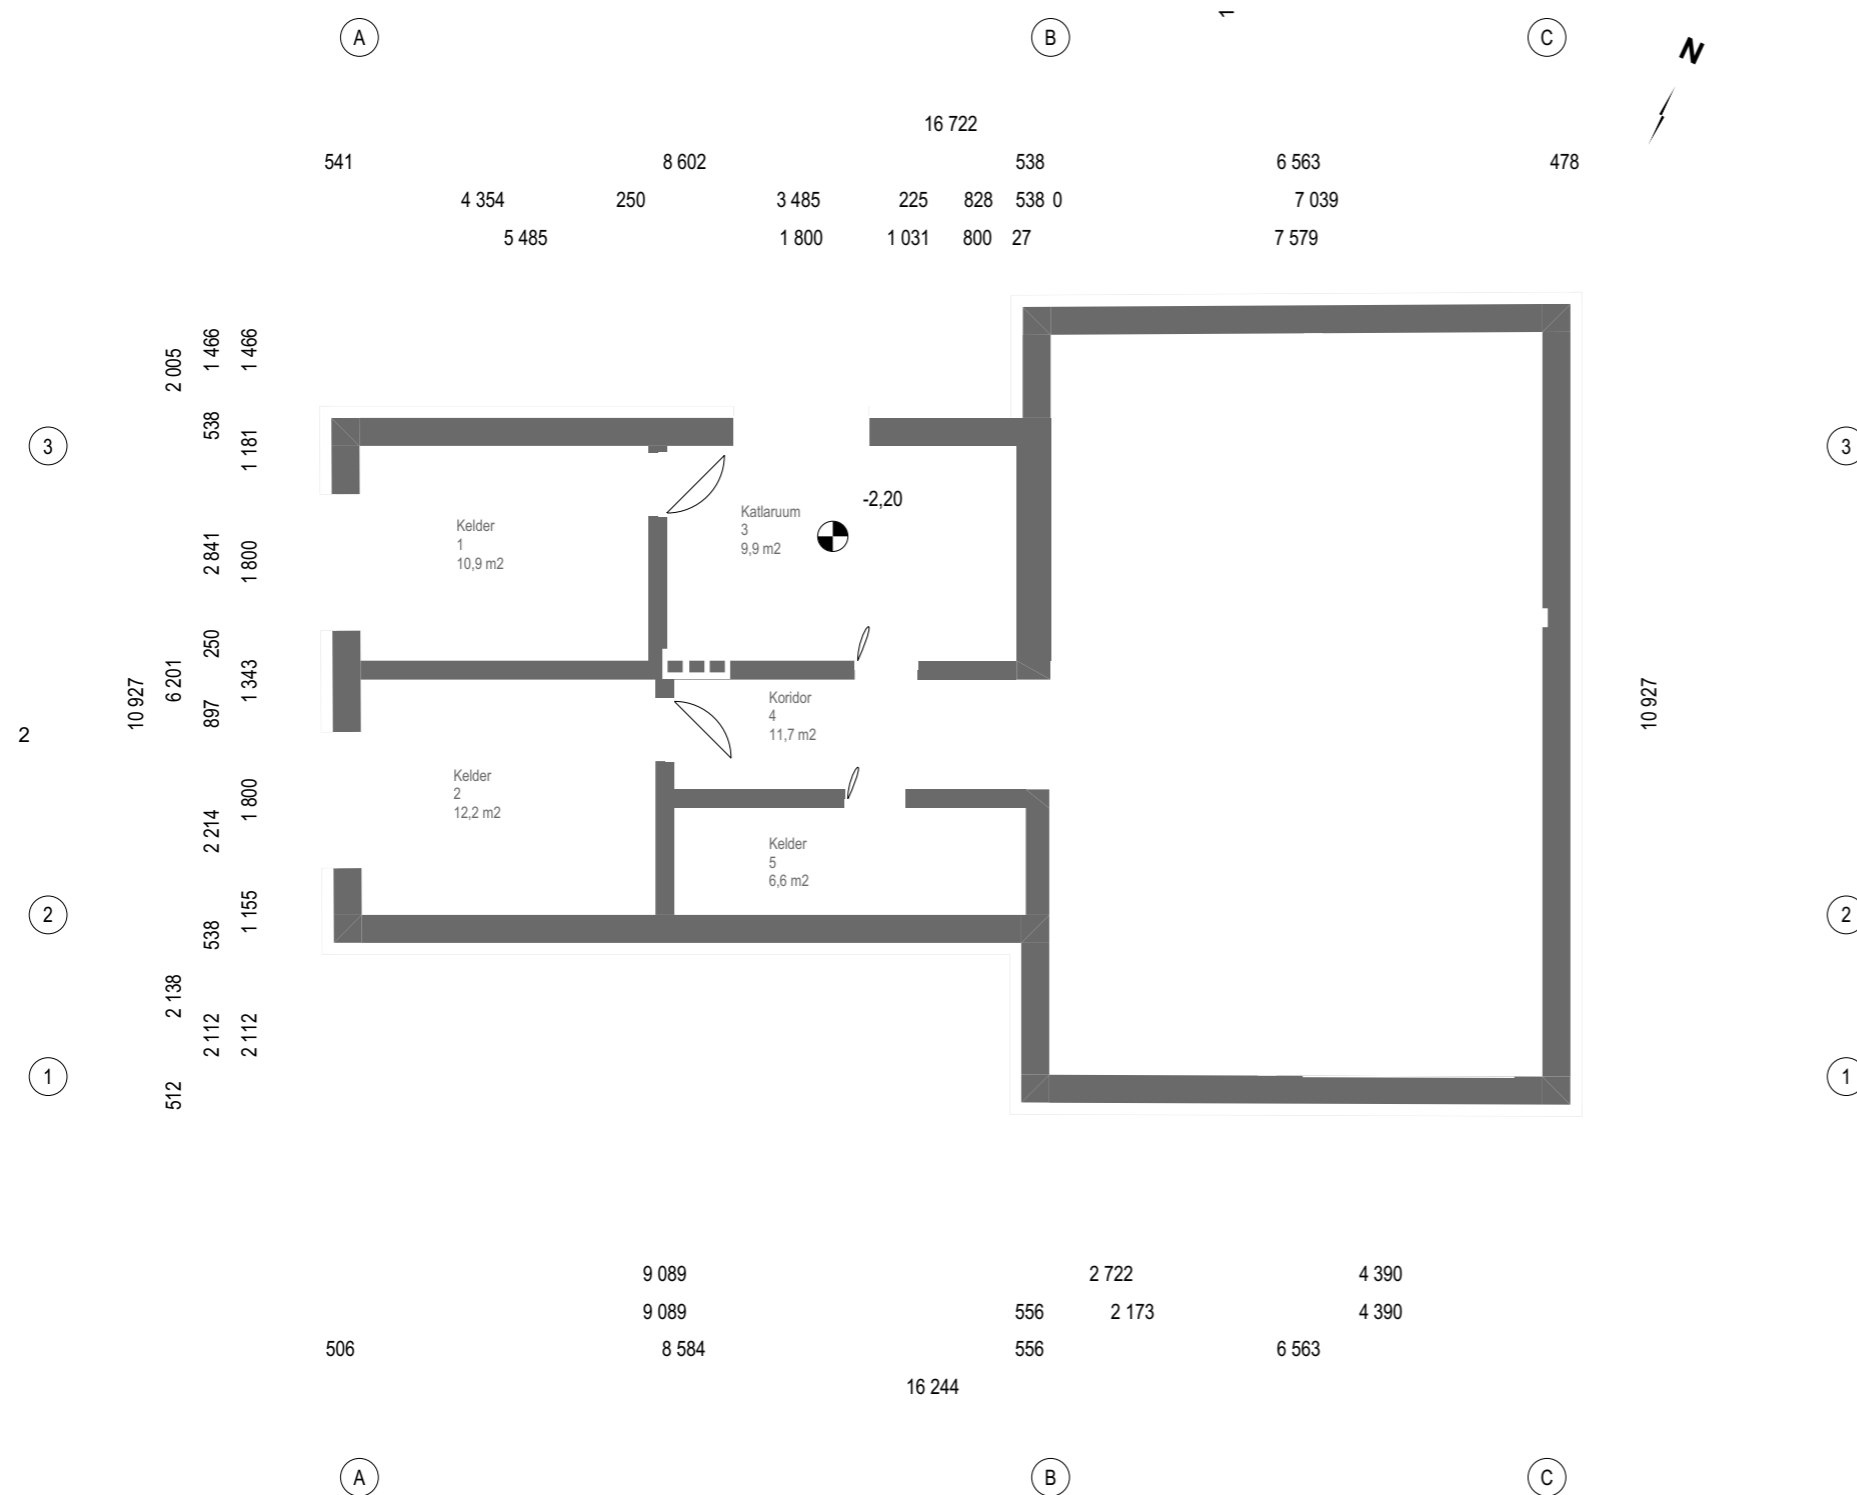 1
A B C
N
16 722
541 8 602 538 6 563 478
4 354 250 3 485 225 828 538 0 7 039
5 485 1 800 1 031 800 27 7 579
2 005 1 466 1 466
538 1 181
3 3
-2,20
Kelder
1
10,9 m2
Katlaruum
3
9,9 m2
2 841 1 800
10 927 6 201 250 1 343
897
10 927
2
Koridor
4
11,7 m2
Kelder
2
12,2 m2
2 214 1 800
Kelder
5
6,6 m2
2 2
538 1 155
2 138 2 112 2 112
1 1
512
9 089 2 722 4 390
9 089 556 2 173 4 390
506 8 584 556 6 563
16 244
A B C